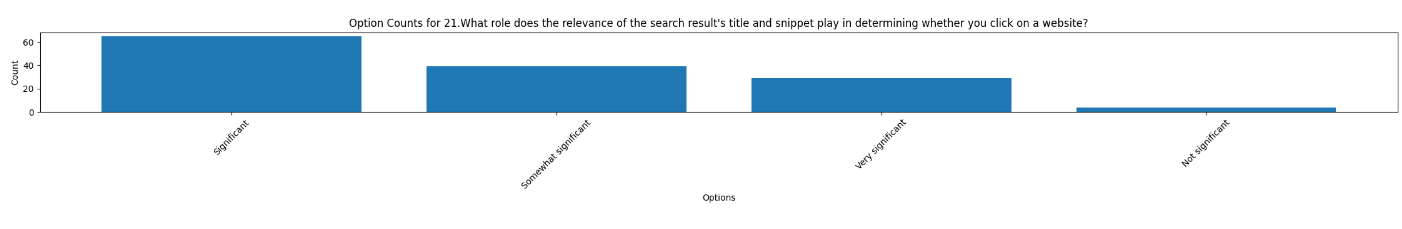 Option Counts for 21.What role does the relevance of the search result's title and snippet play in determining whether you click on a website?
Count
60
40
20
0
Significant
Somewhat significant
Very significant
Not significant
Options